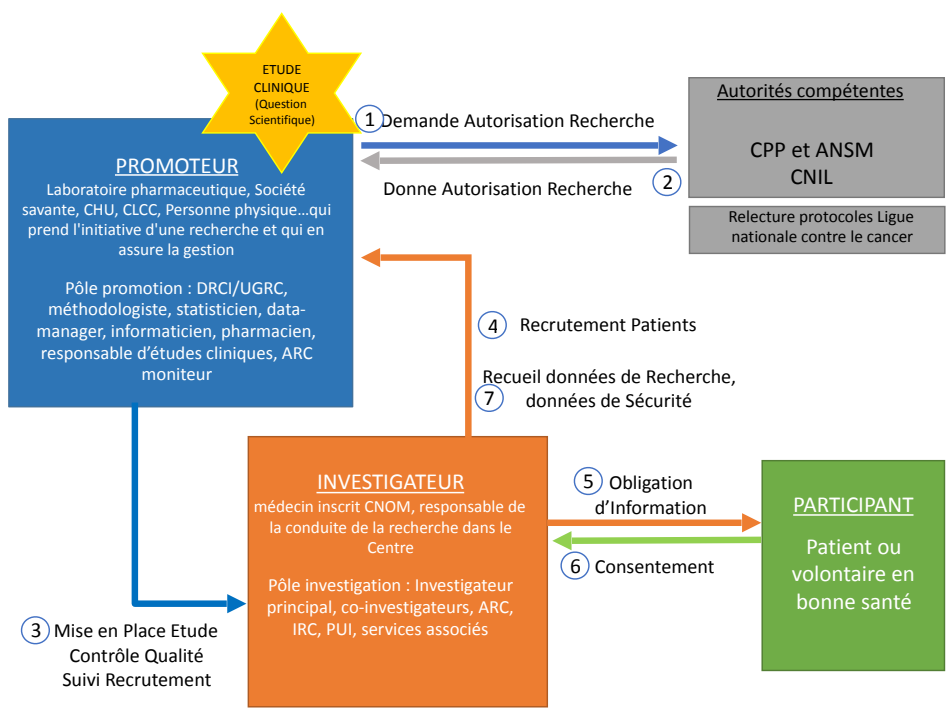 ETUDE
CLINIQUE
(Question
Scientifique)
PROMOTEUR
Laboratoire pharmaceutique, Société
savante, CHU, CLCC, Personne physique…qui
prend l'initiative d'une recherche et qui en
assure la gestion
Pôle promotion : DRCI/UGRC,
méthodologiste, statisticien, data-
manager, informaticien, pharmacien,
responsable d'études cliniques, ARC
moniteur
1 Demande Autorisation Recherche
Donne Autorisation Recherche 2
Autorités compétentes
CPP et ANSM
CNIL
Relecture protocoles Ligue
nationale contre le cancer
4 Recrutement Patients
Recueil données de Recherche,
7 données de Sécurité
INVESTIGATEUR
médecin inscrit CNOM, responsable de
la conduite de la recherche dans le
Centre
Pôle investigation : Investigateur
principal, co-investigateurs, ARC,
IRC, PUI, services associés
5 Obligation
d'Information
6 Consentement
PARTICIPANT
Patient ou
volontaire en
bonne santé
3 Mise en Place Etude
Contrôle Qualité
Suivi Recrutement